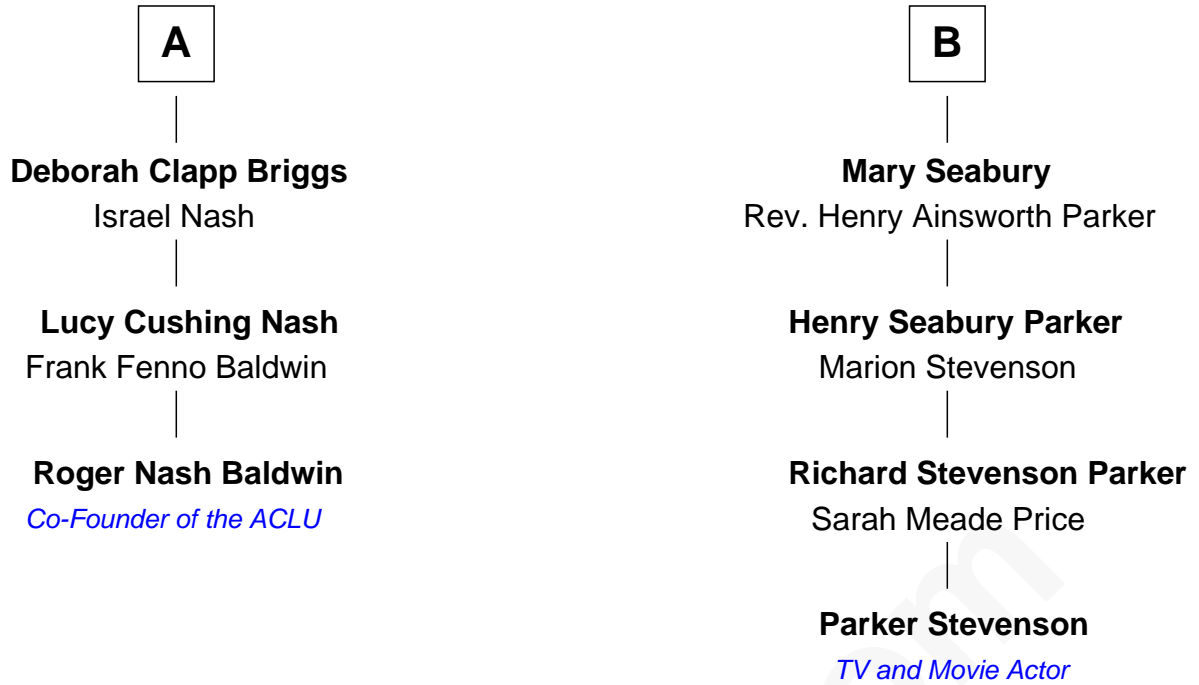 A
Deborah Clapp Briggs
Israel Nash
Lucy Cushing Nash
Frank Fenno Baldwin
Roger Nash Baldwin
Co-Founder of the ACLU
B
Mary Seabury
Rev. Henry Ainsworth Parker
Henry Seabury Parker
Marion Stevenson
Richard Stevenson Parker
Sarah Meade Price
Parker Stevenson
TV and Movie Actor